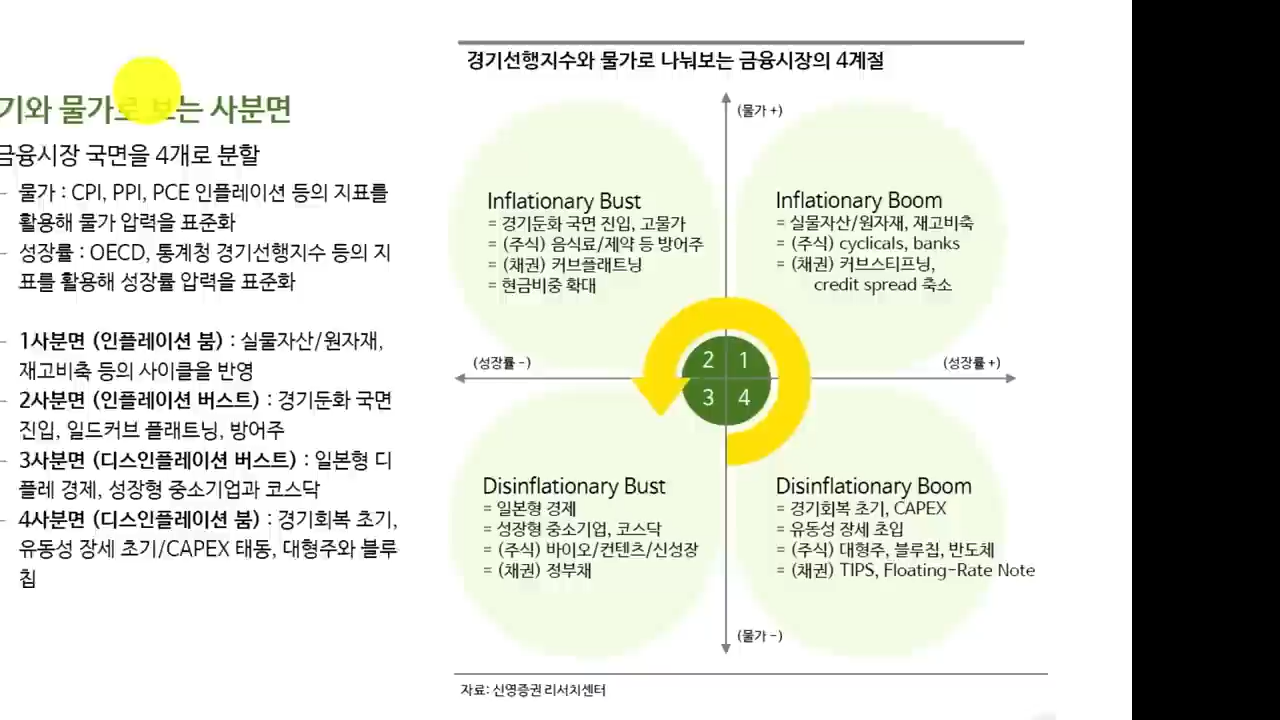 기와 물가로 보는 사분면
금융시장 국면을 4개로 분할
- 물가 : CPI, PPI, PCE 인플레이션 등의 지표를
활용해 물가 압력을 표준화
- 성장률 : OECD, 통계청 경기선행지수 등의 지
표를 활용해 성장률 압력을 표준화
- 1사분면 (인플레이션 붐) : 실물자산/원자재,
재고비축 등의 사이클을 반영
- 2사분면 (인플레이션 버스트) : 경기둔화 국면
진입, 일드커브 플래트닝, 방어주
- 3사분면 (디스인플레이션 버스트) : 일본형 디
플레 경제, 성장형 중소기업과 코스닥
- 4사분면 (디스인플레이션 붐) : 경기회복 초기,
유동성 장세 초기/CAPEX 태동, 대형주와 블루
칩
경기선행지수와 물가로 나눠보는 금융시장의 4계절
(물가 +)
Inflationary Bust
= 경기둔화 국면 진입, 고물가
= (주식) 음식료/제약 등 방어주
= (채권) 커브플래트닝
= 현금비중 확대
Inflationary Boom
= 실물자산/원자재, 재고비축
= (주식) cyclicals, banks
= (채권) 커브스티프닝,
credit spread 축소
(성장률 -)
(성장률 +)
2 1
3 4
Disinflationary Bust
= 일본형 경제
= 성장형 중소기업, 코스닥
= (주식) 바이오/컨텐츠/신성장
= (채권) 정부채
Disinflationary Boom
= 경기회복 초기, CAPEX
= 유동성 장세 초입
= (주식) 대형주, 블루칩, 반도체
= (채권) TIPS, Floating-Rate Note
(물가 -)
자료: 신영증권 리서치센터